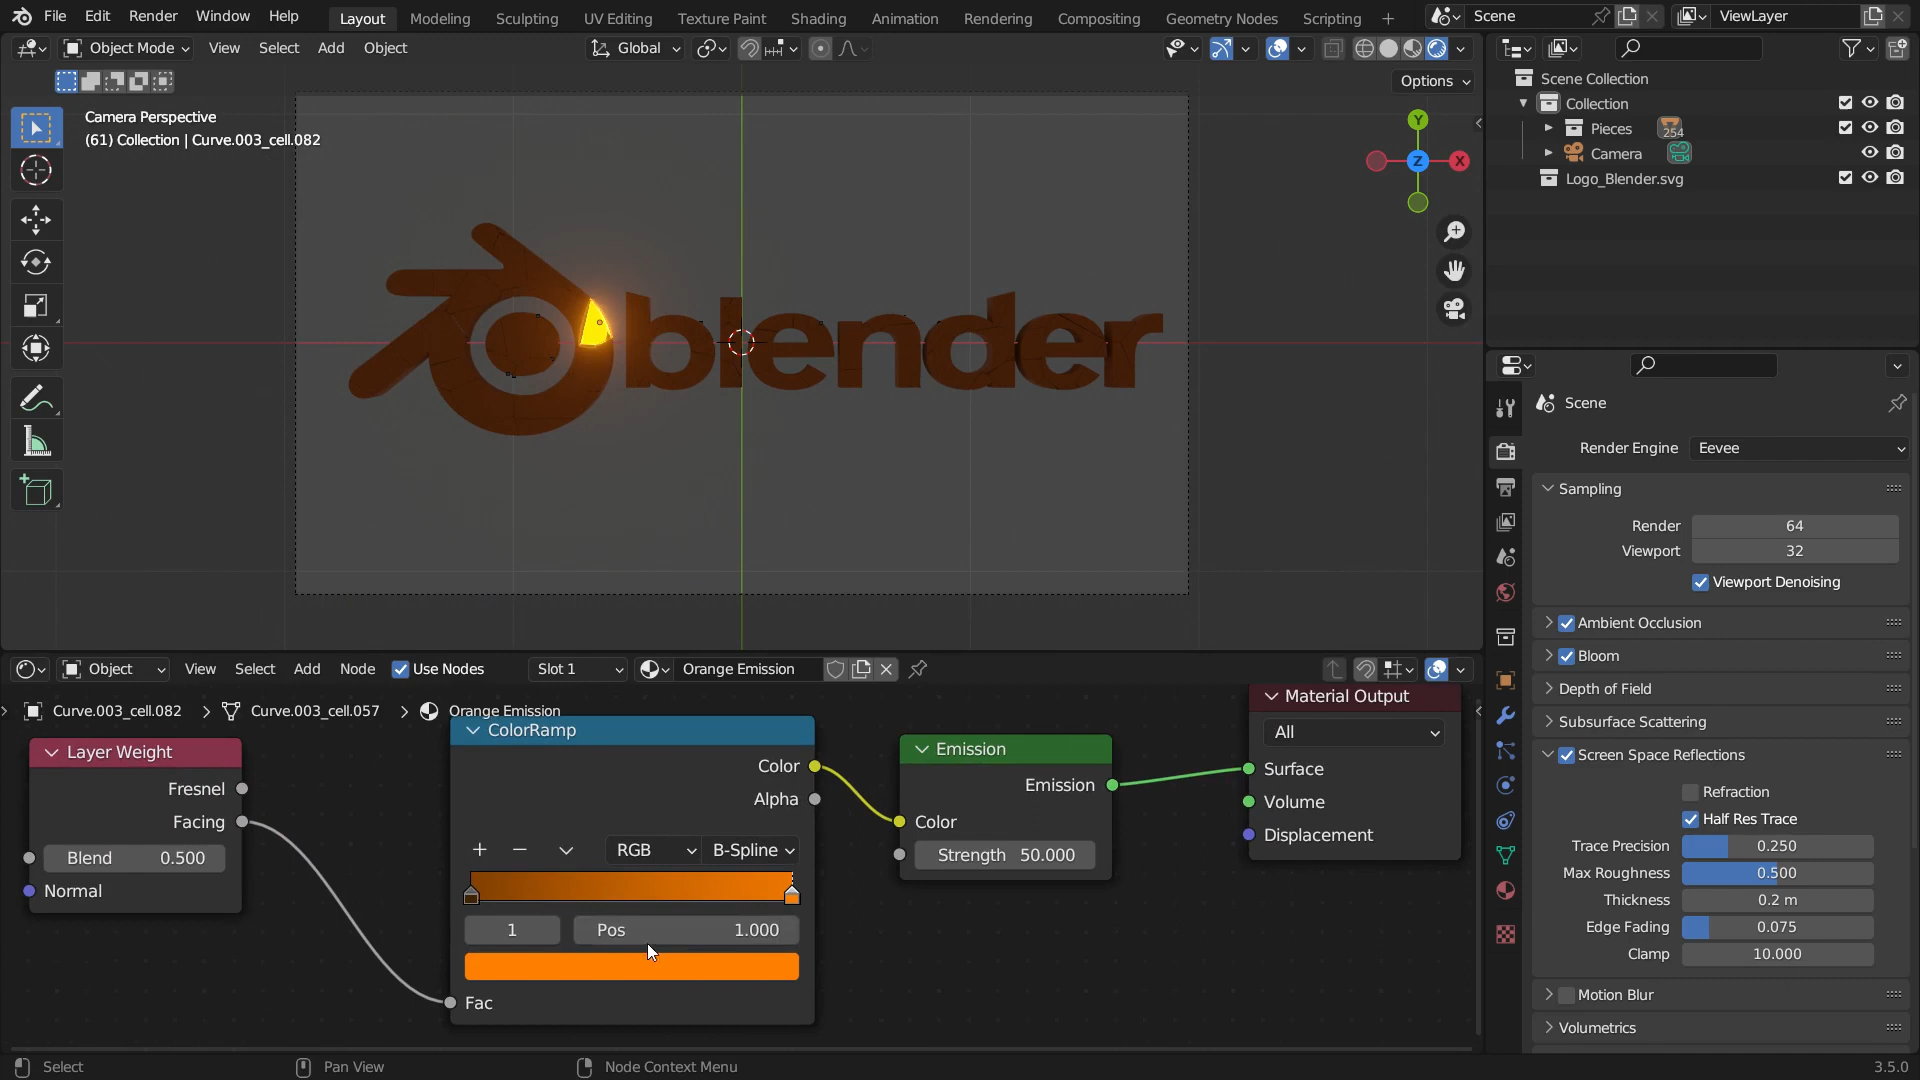 File Edit Render Window Help Layout Modeling Sculpting UV Editing Texture Paint Shading Animation Rendering Compositing Geometry Nodes Scripting + Scene ViewLayer
Object Mode View Select Add Object Global
Options
Camera Perspective
(61) Collection | Curve.003_cell.082
Y
Z
X
blender
Scene Collection
Collection
Pieces 254
Camera
Logo_Blender.svg
Scene
Render Engine Eevee
Sampling
Render 64
Viewport 32
Viewport Denoising
Ambient Occlusion
Bloom
Depth of Field
Subsurface Scattering
Screen Space Reflections
Refraction
Half Res Trace
Trace Precision 0.250
Max Roughness 0.500
Thickness 0.2 m
Edge Fading 0.075
Clamp 10.000
Motion Blur
Volumetrics
Object View Select Add Node Use Nodes Slot 1 Orange Emission
Curve.003_cell.082 Curve.003_cell.057 Orange Emission
Layer Weight
Fresnel
Facing
Blend 0.500
Normal
ColorRamp
Color
Alpha
RGB B-Spline
1 Pos 1.000
Fac
Emission
Emission
Color
Strength 50.000
Material Output
All
Surface
Volume
Displacement
Select Pan View Node Context Menu 3.5.0